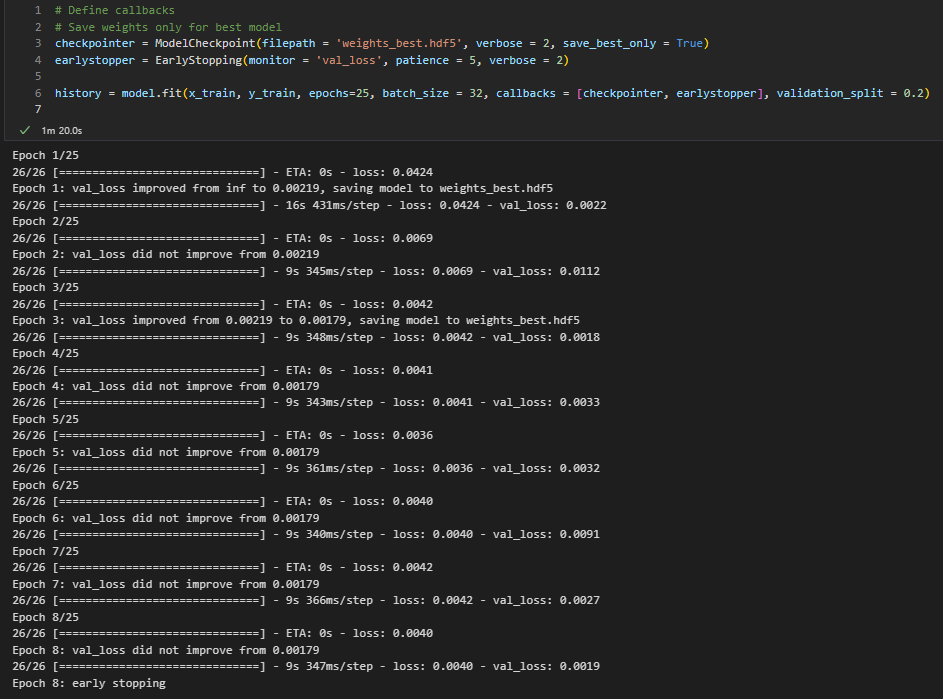 1 # Define callbacks
2 # Save weights only for best model
3 checkpointer = ModelCheckpoint(filepath = 'weights_best.hdf5', verbose = 2, save_best_only = True)
4 earlystopper = EarlyStopping(monitor = 'val_loss', patience = 5, verbose = 2)
5
6 history = model.fit(x_train, y_train, epochs=25, batch_size = 32, callbacks = [checkpointer, earlystopper], validation_split = 0.2)
7
✓ 1m 20.0s
Epoch 1/25
26/26 [==============================] - ETA: 0s - loss: 0.0424
Epoch 1: val_loss improved from inf to 0.00219, saving model to weights_best.hdf5
26/26 [==============================] - 16s 431ms/step - loss: 0.0424 - val_loss: 0.0022
Epoch 2/25
26/26 [==============================] - ETA: 0s - loss: 0.0069
Epoch 2: val_loss did not improve from 0.00219
26/26 [==============================] - 9s 345ms/step - loss: 0.0069 - val_loss: 0.0112
Epoch 3/25
26/26 [==============================] - ETA: 0s - loss: 0.0042
Epoch 3: val_loss improved from 0.00219 to 0.00179, saving model to weights_best.hdf5
26/26 [==============================] - 9s 348ms/step - loss: 0.0042 - val_loss: 0.0018
Epoch 4/25
26/26 [==============================] - ETA: 0s - loss: 0.0041
Epoch 4: val_loss did not improve from 0.00179
26/26 [==============================] - 9s 343ms/step - loss: 0.0041 - val_loss: 0.0033
Epoch 5/25
26/26 [==============================] - ETA: 0s - loss: 0.0036
Epoch 5: val_loss did not improve from 0.00179
26/26 [==============================] - 9s 361ms/step - loss: 0.0036 - val_loss: 0.0032
Epoch 6/25
26/26 [==============================] - ETA: 0s - loss: 0.0040
Epoch 6: val_loss did not improve from 0.00179
26/26 [==============================] - 9s 340ms/step - loss: 0.0040 - val_loss: 0.0091
Epoch 7/25
26/26 [==============================] - ETA: 0s - loss: 0.0042
Epoch 7: val_loss did not improve from 0.00179
26/26 [==============================] - 9s 366ms/step - loss: 0.0042 - val_loss: 0.0027
Epoch 8/25
26/26 [==============================] - ETA: 0s - loss: 0.0040
Epoch 8: val_loss did not improve from 0.00179
26/26 [==============================] - 9s 347ms/step - loss: 0.0040 - val_loss: 0.0019
Epoch 8: early stopping